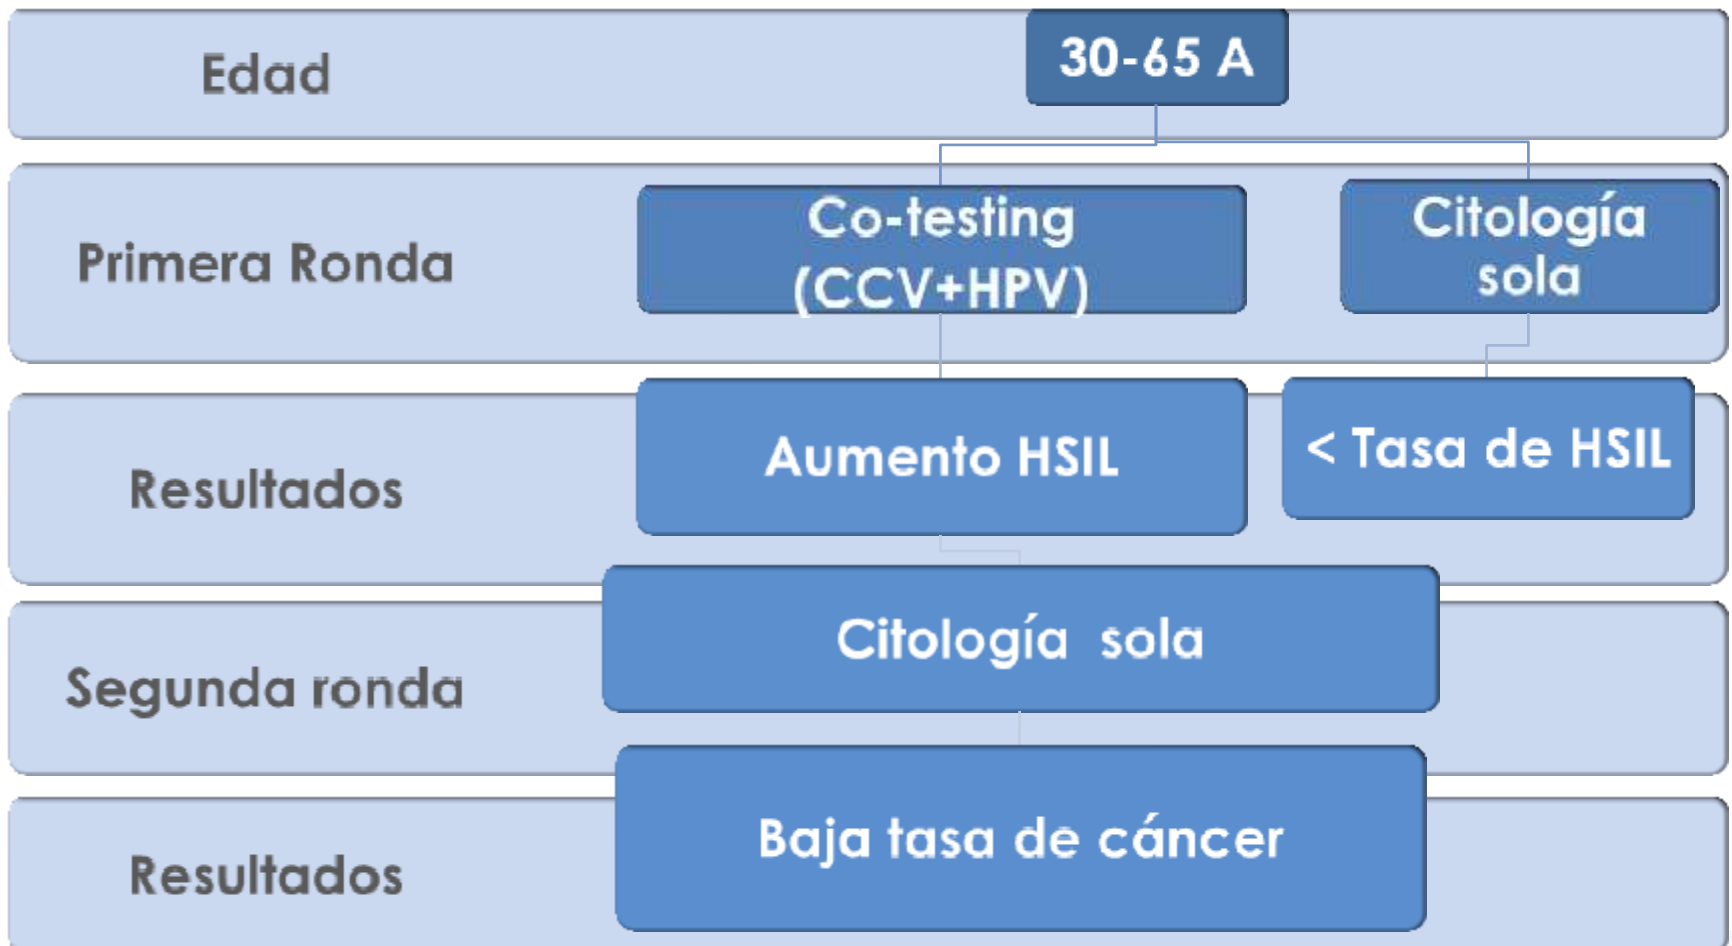 Edad
30-65 A
Primera Ronda
Co-testing
(CCV+HPV)
Citología
sola
Resultados
Aumento HSIL
< Tasa de HSIL
Segunda ronda
Citología sola
Resultados
Baja tasa de cáncer